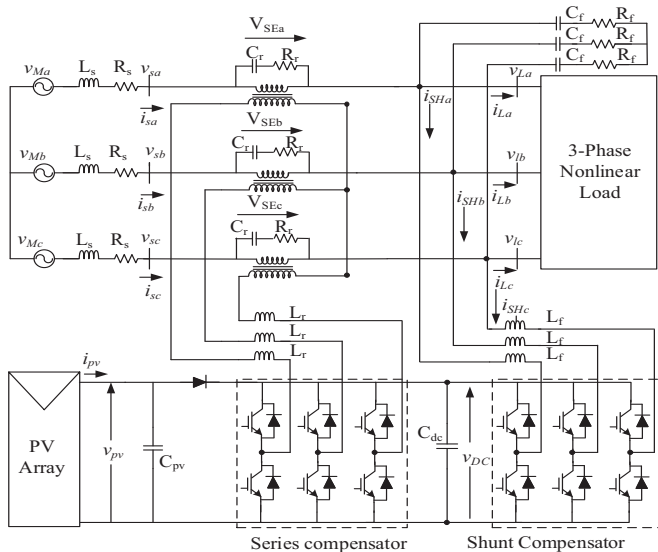 V_SEa
C_r R_r
C_f R_f
C_f R_f
C_f R_f
v_Ma L_s R_s v_sa
i_sa
i_SHa
v_La
i_La
V_SEb
C_r R_r
v_Mb L_s R_s v_sb
i_sb
i_SHb
v_lb
i_Lb
3-Phase
Nonlinear
Load
V_SEc
C_r R_r
v_Mc L_s R_s v_sc
i_sc
v_lc
i_Lc
i_SHc
L_r
L_r
L_r
L_f
L_f
L_f
i_pv
PV
Array
v_pv
C_pv
C_dc
v_DC
Series compensator
Shunt Compensator